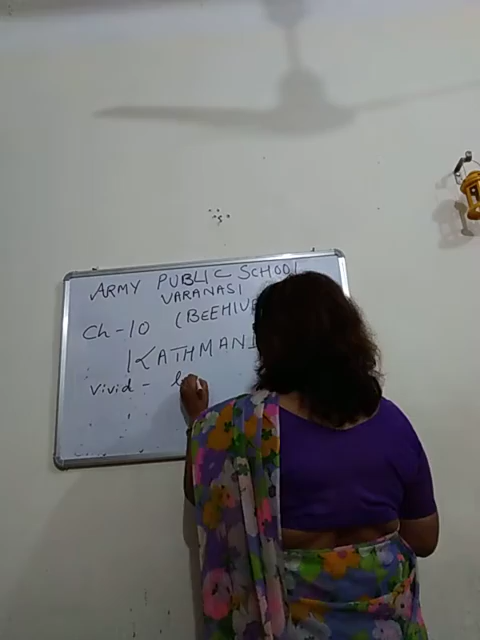 ARMY PUBLIC SCHOOL
VARANASI
Ch-10 (BEEHIVE
KATHMAN
Vivid -